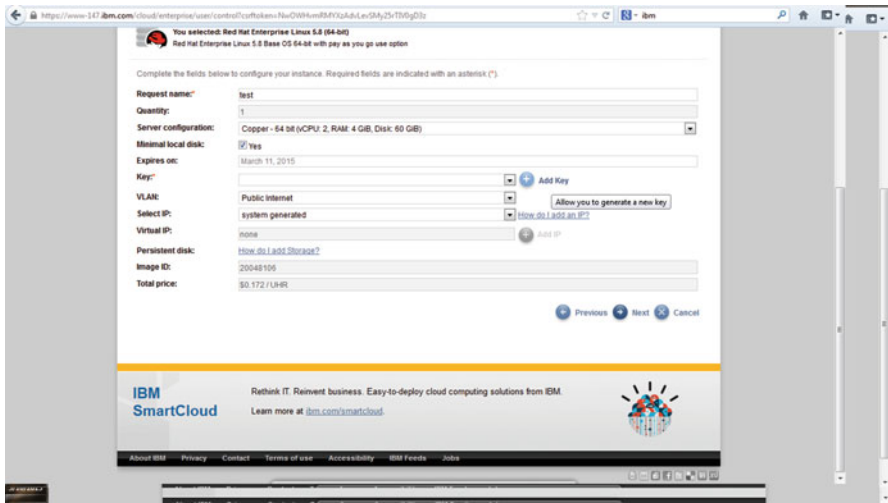 https://www-147.ibm.com/cloud/enterprise/user/control?
ibm
You selected: Red Hat Enterprise Linux 5.8 (64-bit)
Red Hat Enterprise Linux 5.8 Base OS 64-bit with pay as you go use option
Complete the fields below to configure your instance. Required fields are indicated with an asterisk (*).
Request name:* test
Quantity: 1
Server configuration: Copper - 64 bit (vCPU: 2, RAM: 4 GiB, Disk: 60 GiB)
Minimal local disk: Yes
Expires on: March 11, 2015
Key:* Add Key
VLAN: Public Internet
Allow you to generate a new key
Select IP: system generated How do I add an IP?
Virtual IP: none Add IP
Persistent disk: How do I add Storage?
Image ID: 20048106
Total price: $0.172 / UHR
Previous Next Cancel
IBM
SmartCloud
Rethink IT. Reinvent business. Easy-to-deploy cloud computing solutions from IBM.
Learn more at ibm.com/smartcloud.
About IBM Privacy Contact Terms of use Accessibility IBM Feeds Jobs